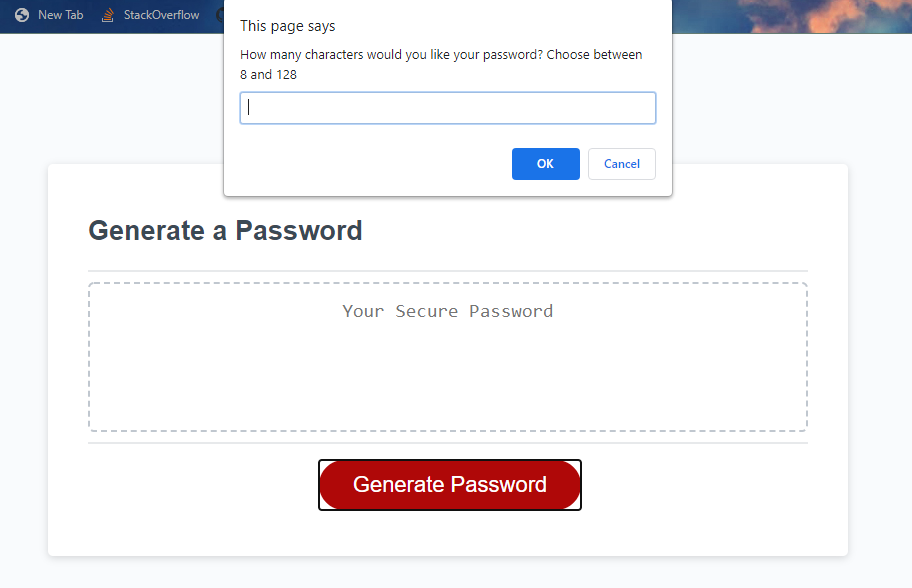 New Tab StackOverflow
This page says
How many characters would you like your password? Choose between
8 and 128
OK Cancel
Generate a Password
Your Secure Password
Generate Password